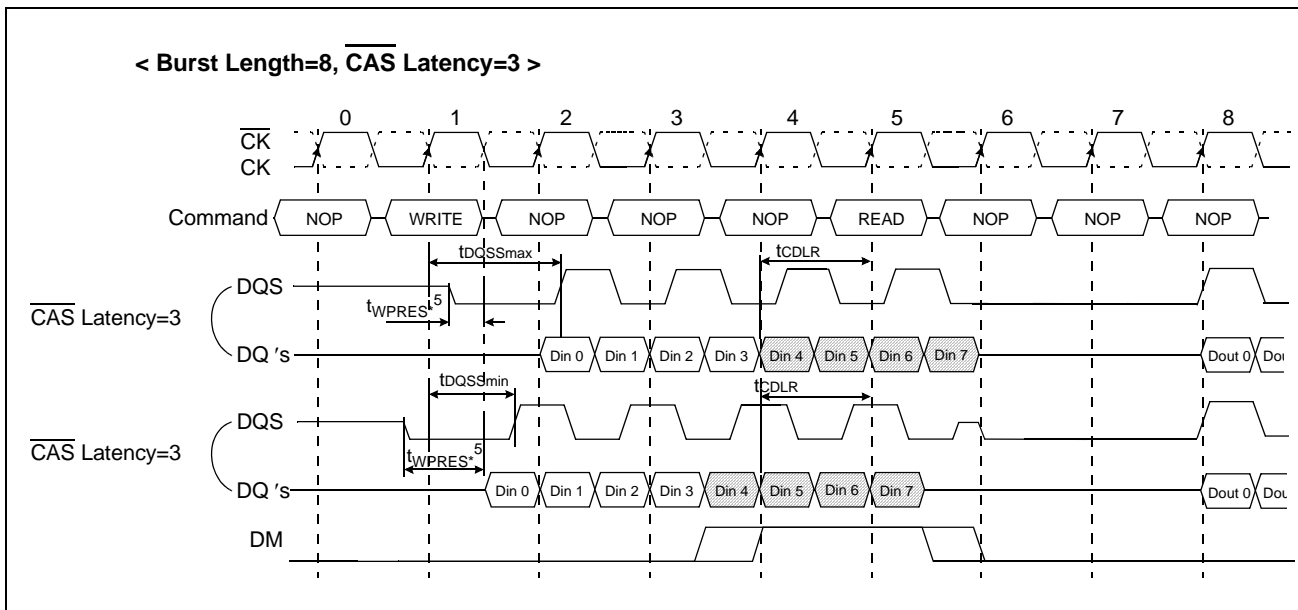 < Burst Length=8, CAS Latency=3 >
0 1 2 3 4 5 6 7 8
CK
CK
Command NOP WRITE NOP NOP NOP READ NOP NOP NOP
tDQSSmax tCDLR
DQS
tWPRES*5
CAS Latency=3
DQ 's Din 0 Din 1 Din 2 Din 3 Din 4 Din 5 Din 6 Din 7 Dout 0
tDQSSmin tCDLR
DQS
CAS Latency=3
tWPRES*5
DQ 's Din 0 Din 1 Din 2 Din 3 Din 4 Din 5 Din 6 Din 7 Dout 0
DM